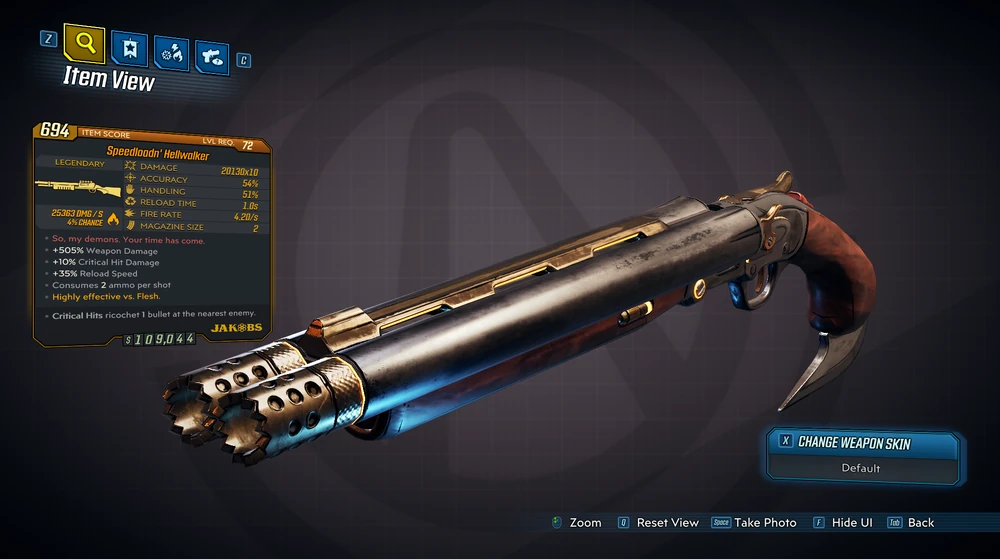 Z
C
Item View
694 ITEM SCORE LVL REQ. 72
Speedloadn' Hellwalker
LEGENDARY
DAMAGE 20130x10
ACCURACY 54%
HANDLING 51%
RELOAD TIME 1.0s
FIRE RATE 4.20/s
MAGAZINE SIZE 2
25363 DMG / S
4% CHANCE
• So, my demons. Your time has come.
• +505% Weapon Damage
• +10% Critical Hit Damage
• +35% Reload Speed
• Consumes 2 ammo per shot
• Highly effective vs. Flesh.
• Critical Hits ricochet 1 bullet at the nearest enemy.
JAKOBS
$ 109,044
X CHANGE WEAPON SKIN
Default
Zoom Q Reset View Space Take Photo F Hide UI Tab Back